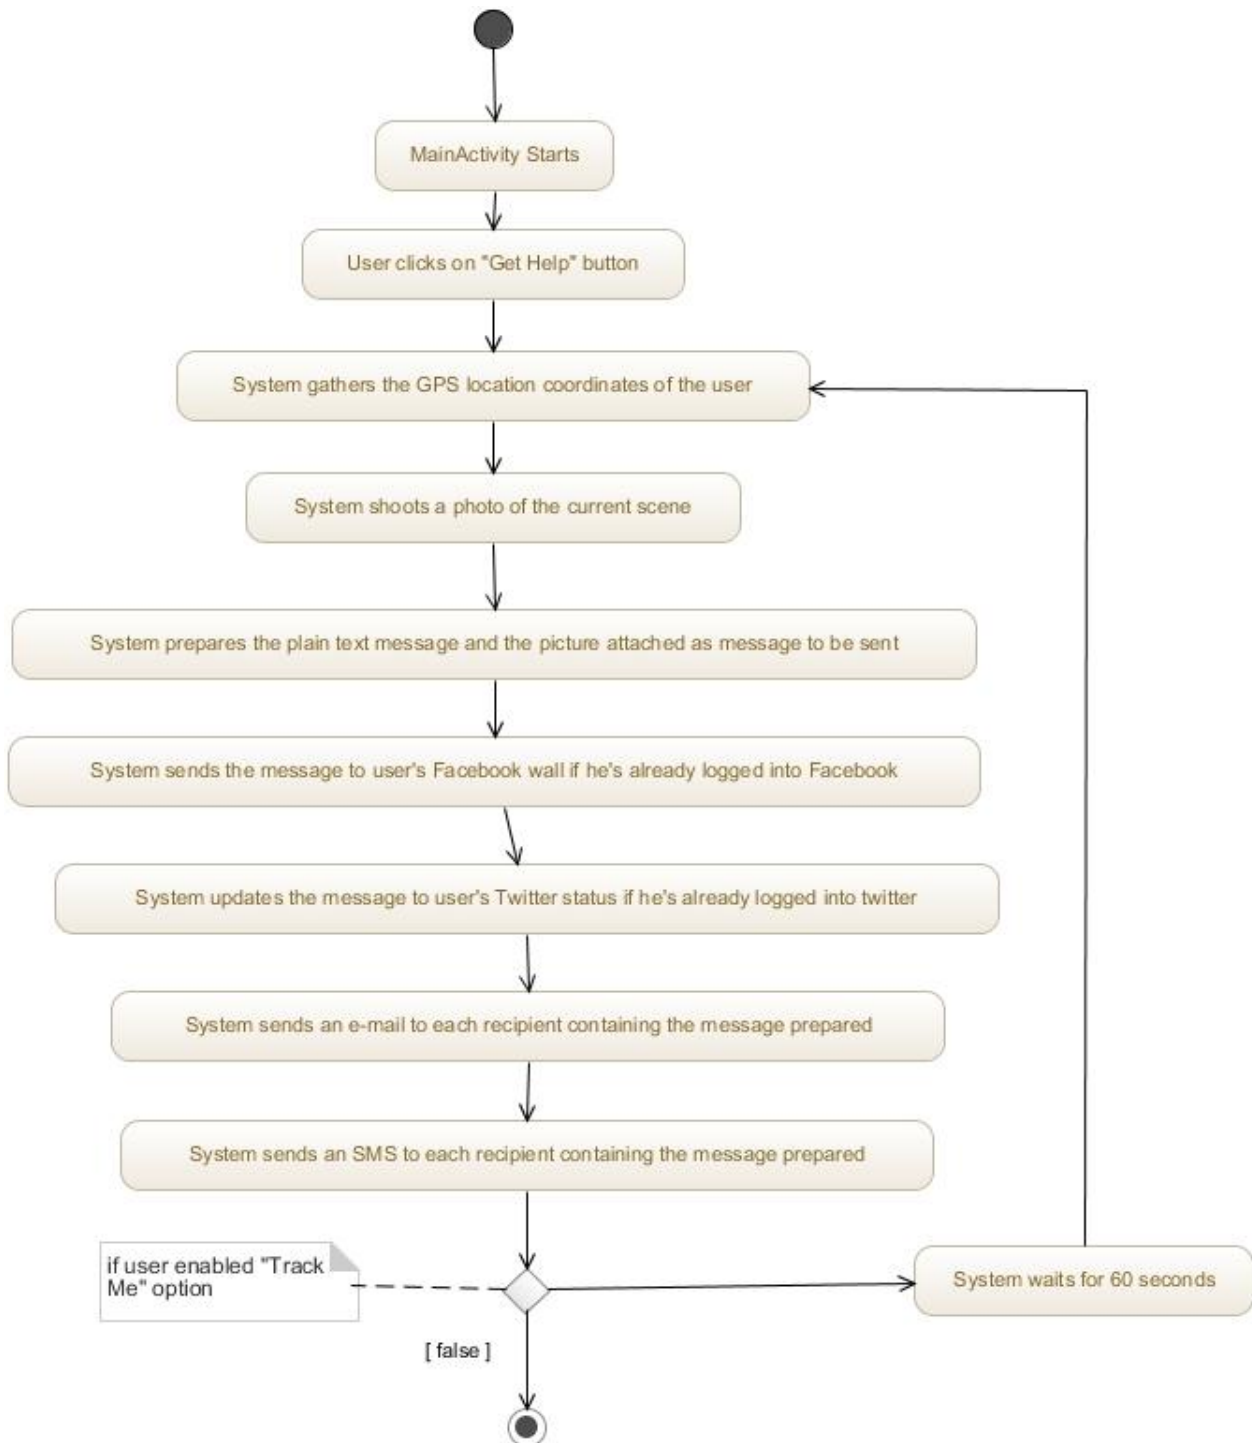 MainActivity Starts
User clicks on "Get Help" button
System gathers the GPS location coordinates of the user
System shoots a photo of the current scene
System prepares the plain text message and the picture attached as message to be sent
System sends the message to user's Facebook wall if he's already logged into Facebook
System updates the message to user's Twitter status if he's already logged into twitter
System sends an e-mail to each recipient containing the message prepared
System sends an SMS to each recipient containing the message prepared
if user enabled "Track
Me" option
System waits for 60 seconds
[ false ]